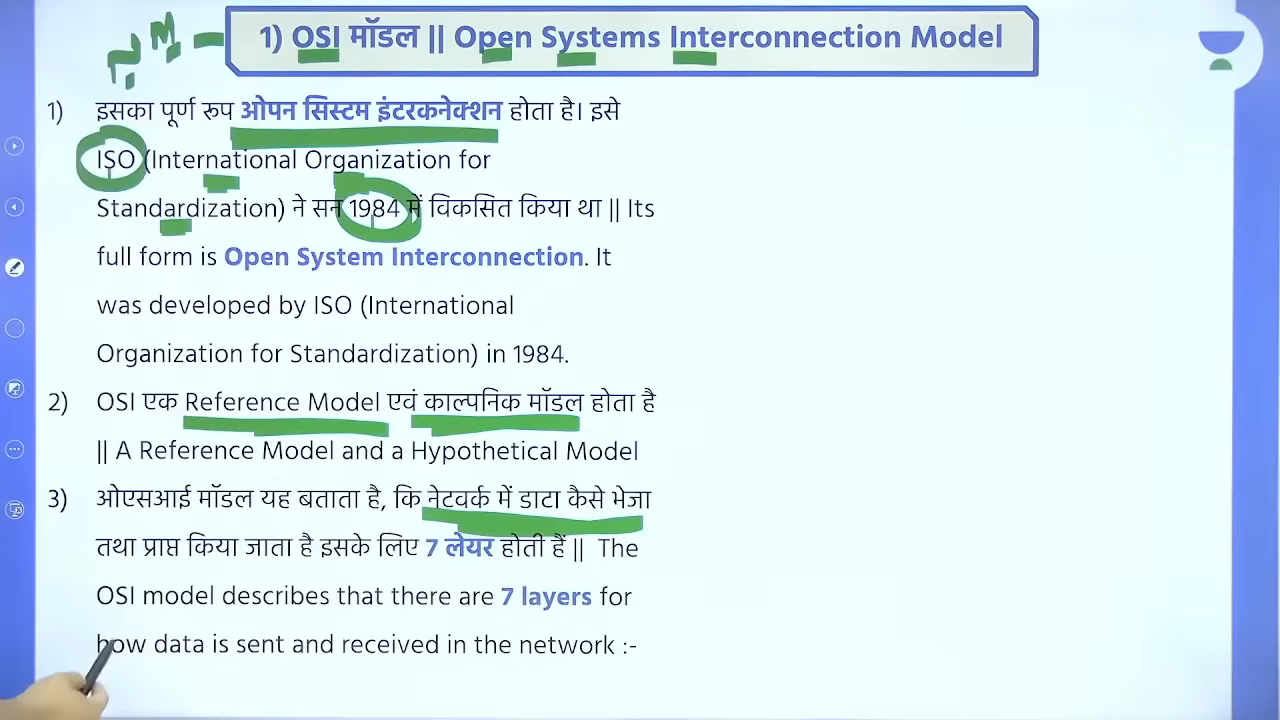 1) OSI मॉडल || Open Systems Interconnection Model
1) इसका पूर्ण रूप ओपन सिस्टम इंटरकनेक्शन होता है। इसे
ISO (International Organization for
Standardization) ने सन 1984 में विकसित किया था || Its
full form is Open System Interconnection. It
was developed by ISO (International
Organization for Standardization) in 1984.
2) OSI एक Reference Model एवं काल्पनिक मॉडल होता है
|| A Reference Model and a Hypothetical Model
3) ओएसआई मॉडल यह बताता है, कि नेटवर्क में डाटा कैसे भेजा
तथा प्राप्त किया जाता है इसके लिए 7 लेयर होती हैं || The
OSI model describes that there are 7 layers for
how data is sent and received in the network :-